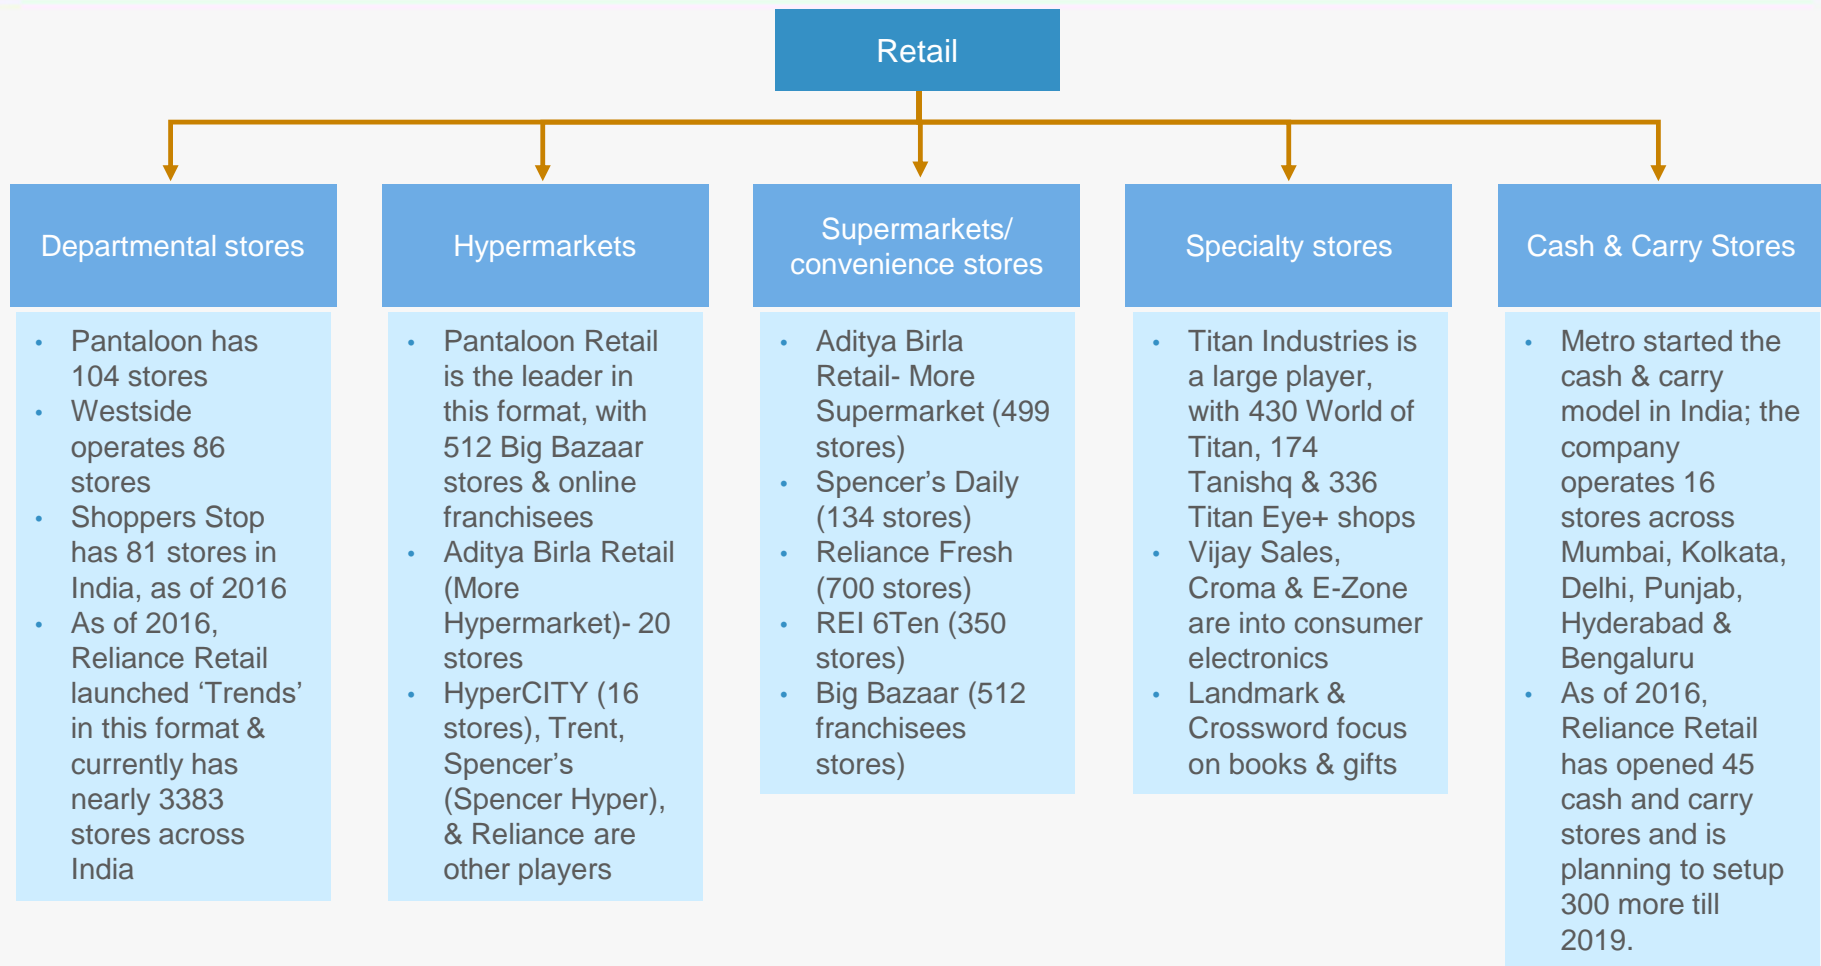 Retail
Departmental stores
• Pantaloon has
104 stores
• Westside
operates 86
stores
• Shoppers Stop
has 81 stores in
India, as of 2016
• As of 2016,
Reliance Retail
launched ‘Trends’
in this format &
currently has
nearly 3383
stores across
India
Hypermarkets
• Pantaloon Retail
is the leader in
this format, with
512 Big Bazaar
stores & online
franchisees
• Aditya Birla Retail
(More
Hypermarket)- 20
stores
• HyperCITY (16
stores), Trent,
Spencer’s
(Spencer Hyper),
& Reliance are
other players
Supermarkets/
convenience stores
• Aditya Birla
Retail- More
Supermarket (499
stores)
• Spencer’s Daily
(134 stores)
• Reliance Fresh
(700 stores)
• REI 6Ten (350
stores)
• Big Bazaar (512
franchisees
stores)
Specialty stores
• Titan Industries is
a large player,
with 430 World of
Titan, 174
Tanishq & 336
Titan Eye+ shops
• Vijay Sales,
Croma & E-Zone
are into consumer
electronics
• Landmark &
Crossword focus
on books & gifts
Cash & Carry Stores
• Metro started the
cash & carry
model in India; the
company
operates 16
stores across
Mumbai, Kolkata,
Delhi, Punjab,
Hyderabad &
Bengaluru
• As of 2016,
Reliance Retail
has opened 45
cash and carry
stores and is
planning to setup
300 more till
2019.